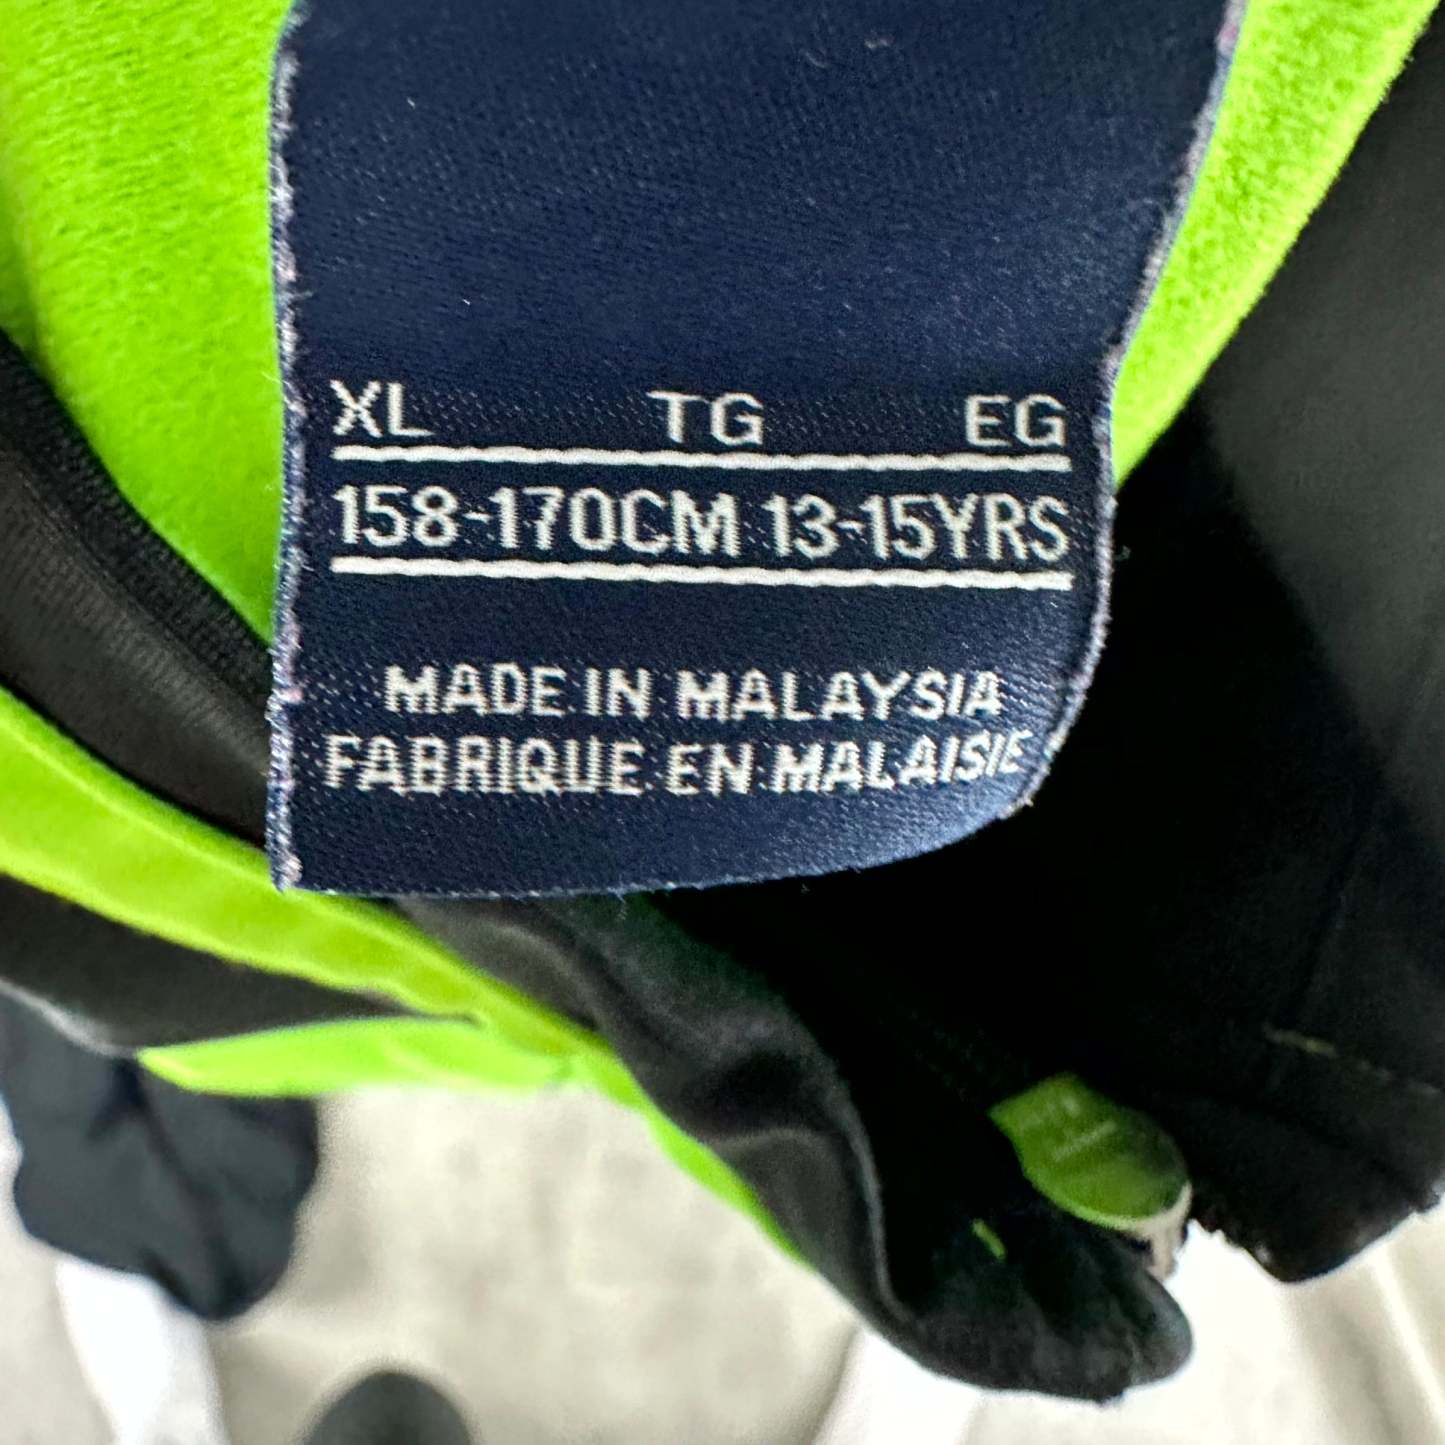 XL TG EG
158-170CM 13-15YRS
MADE IN MALAYSIA
FABRIQUE EN MALAISIE